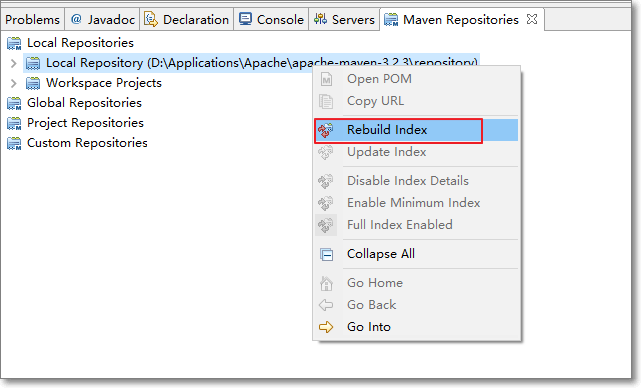 Problems @ Javadoc Declaration Console Servers Maven Repositories
Local Repositories
Local Repository (D:\Applications\Apache\apache-maven-3.2.3\repository)
Workspace Projects
Global Repositories
Project Repositories
Custom Repositories
Open POM
Copy URL
Rebuild Index
Update Index
Disable Index Details
Enable Minimum Index
Full Index Enabled
Collapse All
Go Home
Go Back
Go Into